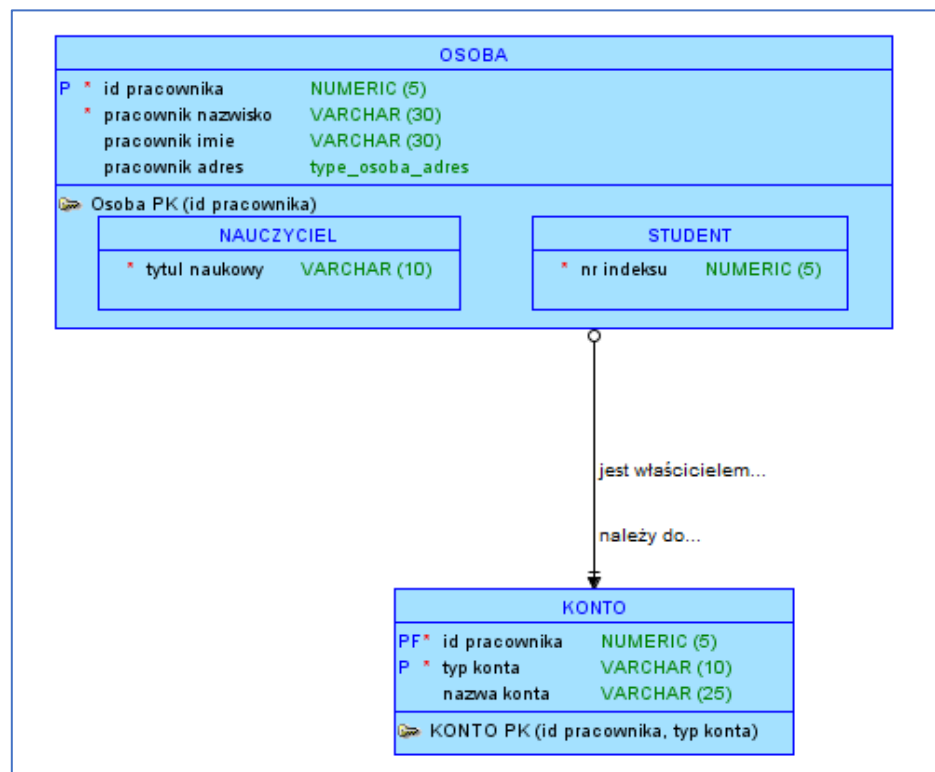 OSOBA
P * id pracownika NUMERIC (5)
* pracownik nazwisko VARCHAR (30)
pracownik imie VARCHAR (30)
pracownik adres type_osoba_adres
Osoba PK (id pracownika)
NAUCZYCIEL
* tytul naukowy VARCHAR (10)
STUDENT
* nr indeksu NUMERIC (5)
jest właścicielem...
należy do...
KONTO
PF* id pracownika NUMERIC (5)
P * typ konta VARCHAR (10)
nazwa konta VARCHAR (25)
KONTO PK (id pracownika, typ konta)